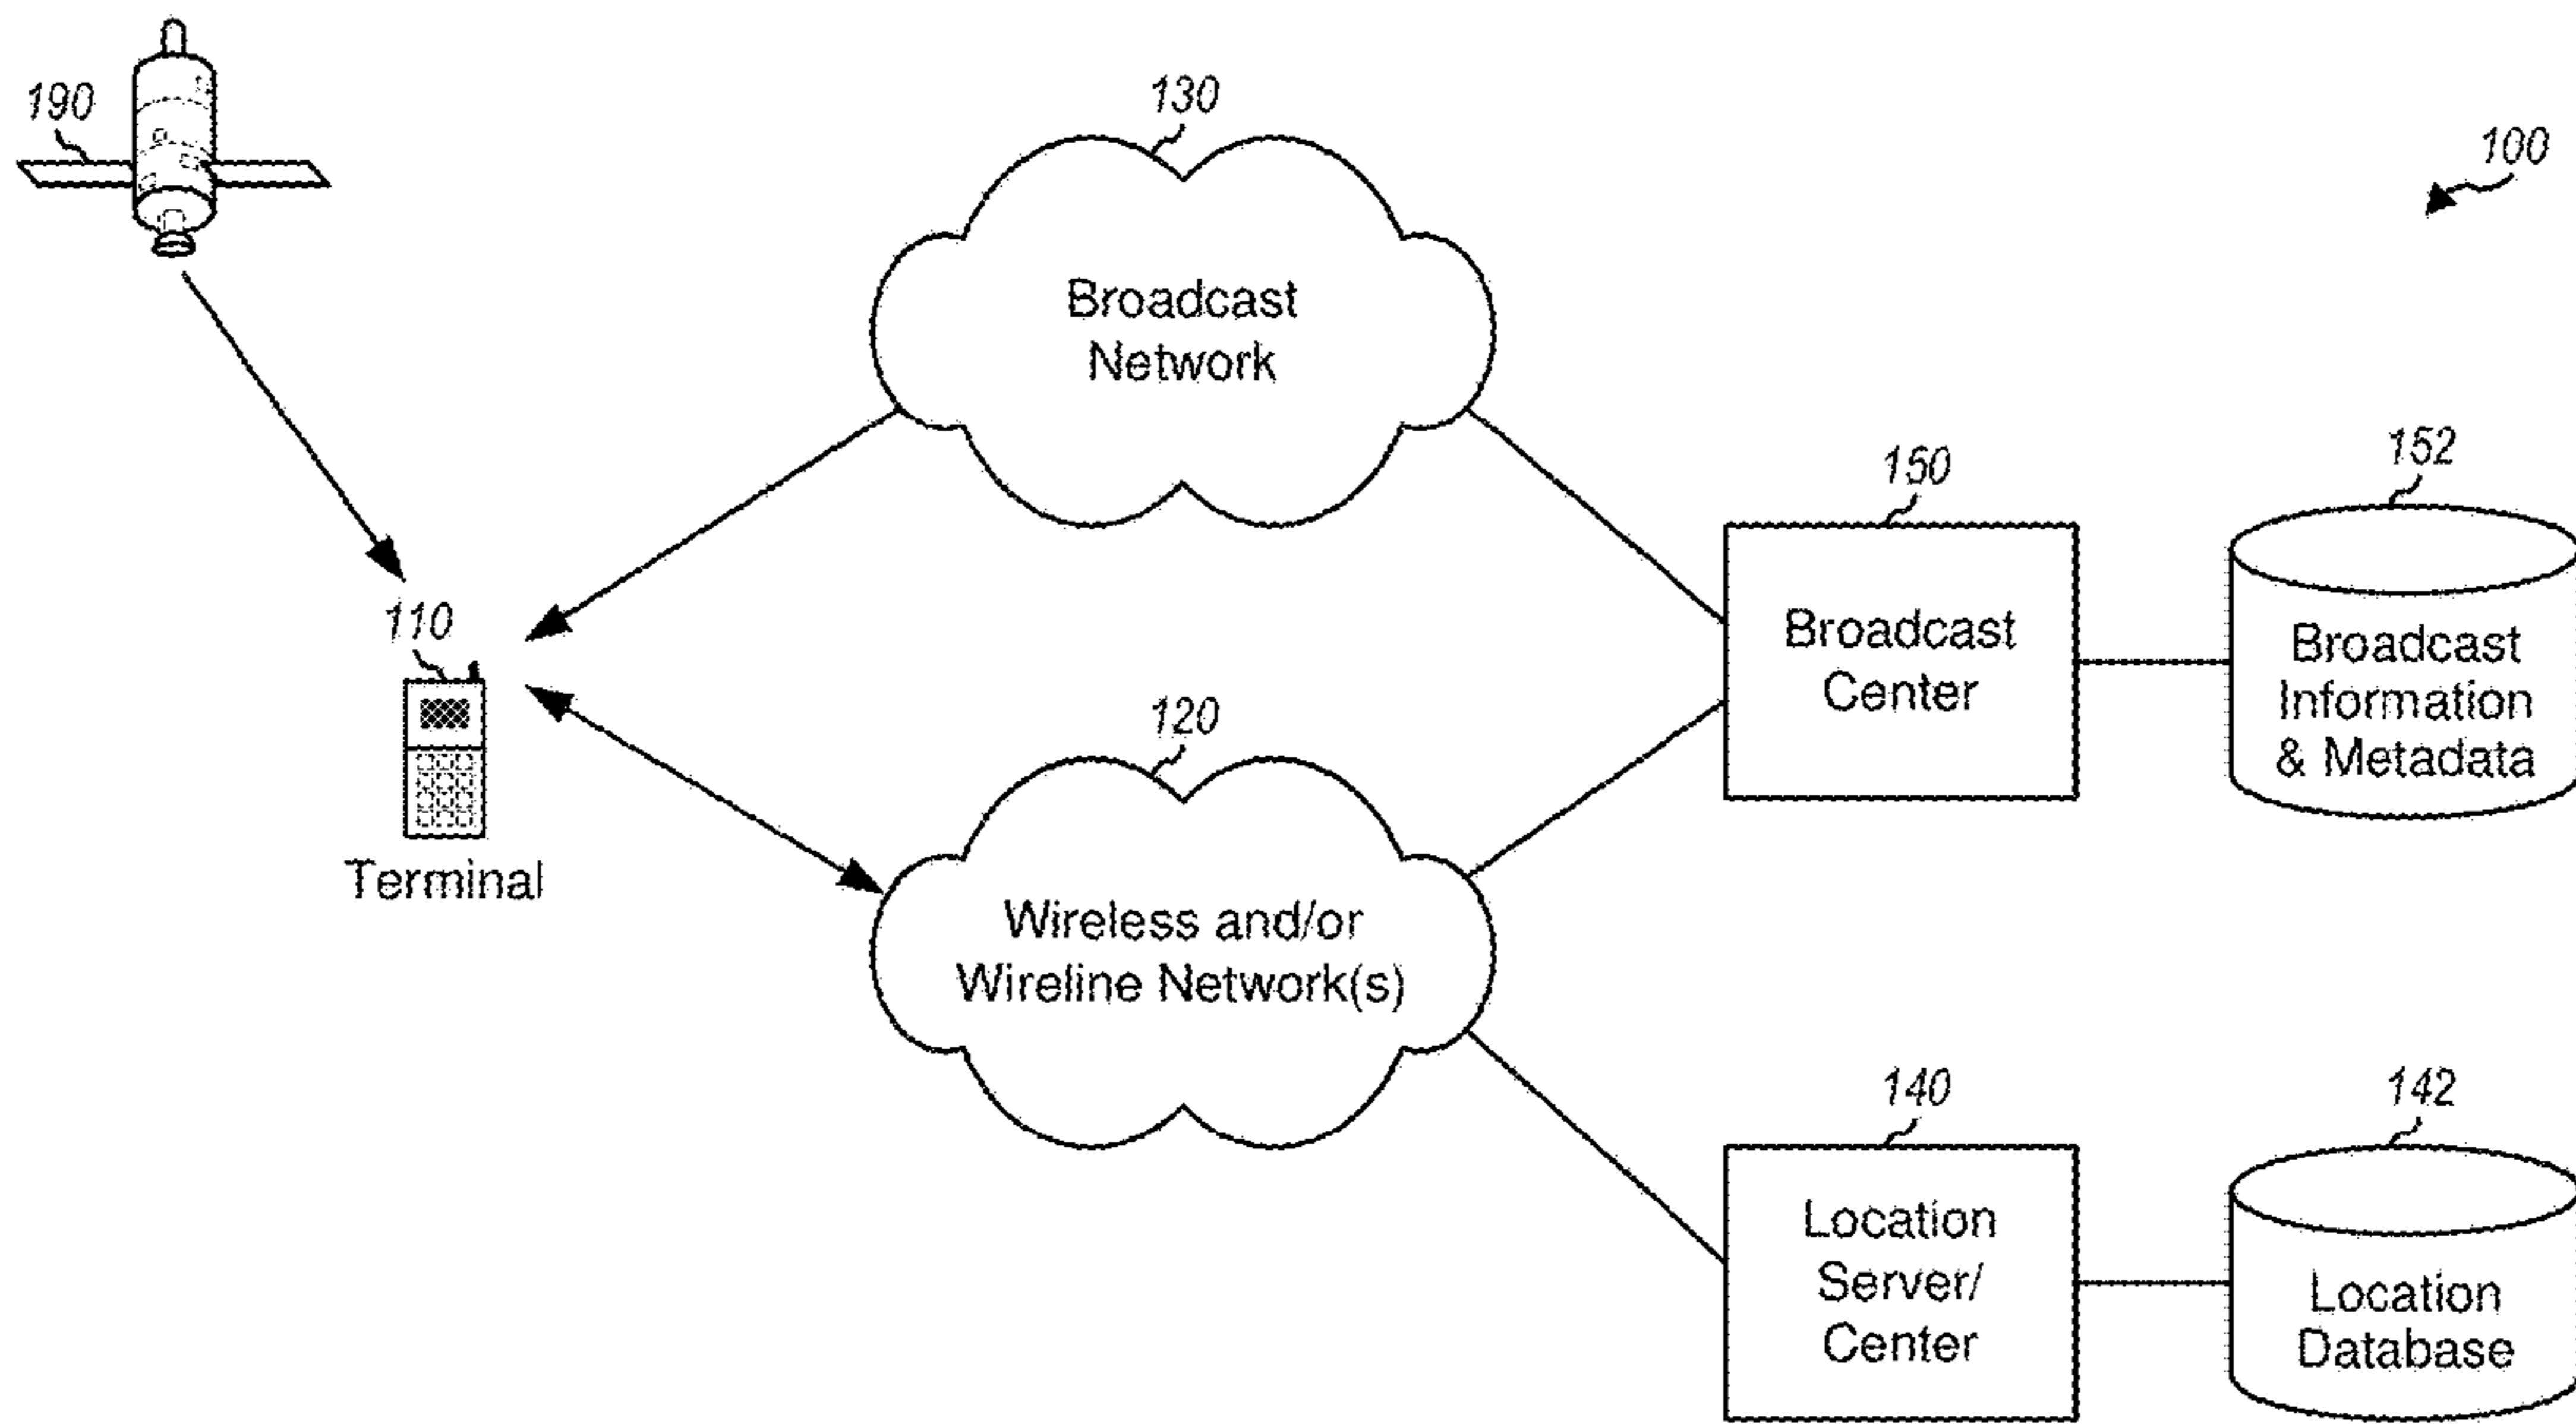 190
130
100
Broadcast
Network
150
152
110
Broadcast
Center
Broadcast
Information
& Metadata
120
Terminal
Wireless and/or
Wireline Network(s)
140
142
Location
Server/
Center
Location
Database